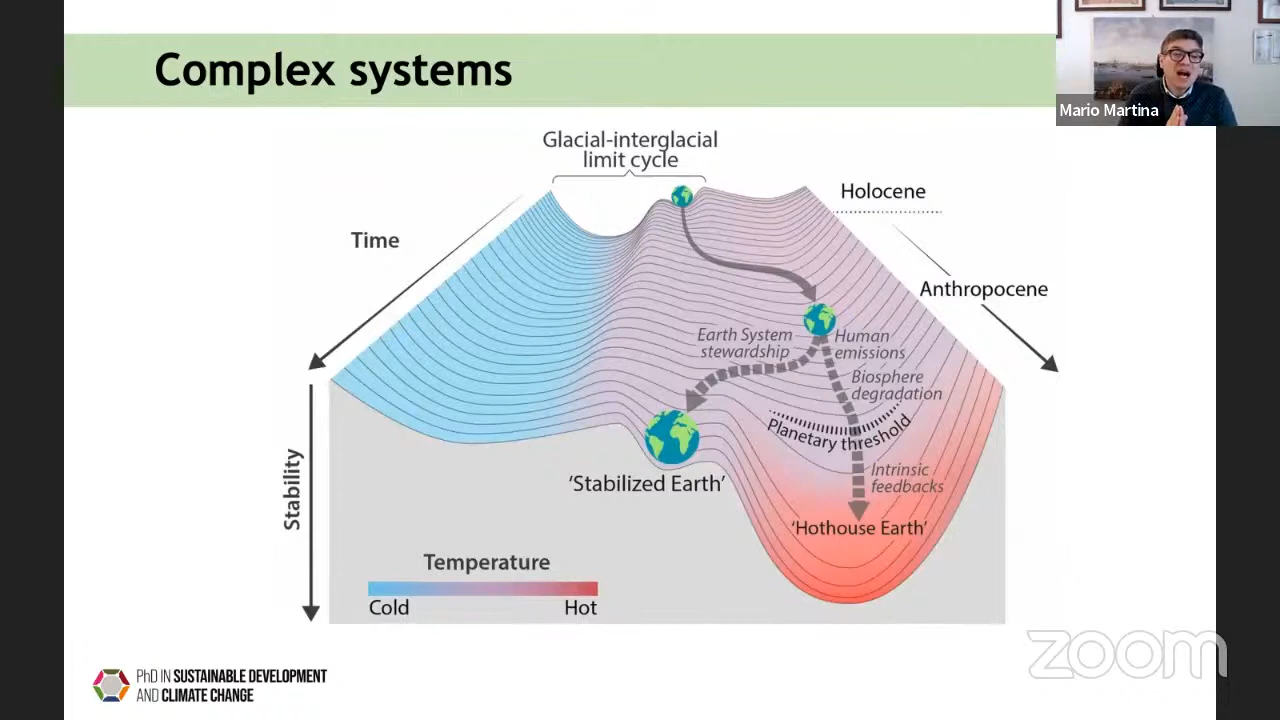 Complex systems
Mario Martina
Glacial-interglacial
limit cycle
Holocene
Time
Anthropocene
Earth System
stewardship
Human
emissions
Biosphere
degradation
Planetary threshold
Stability
'Stabilized Earth'
Intrinsic
feedbacks
'Hothouse Earth'
Temperature
Cold
Hot
zoom
PhD IN SUSTAINABLE DEVELOPMENT
AND CLIMATE CHANGE